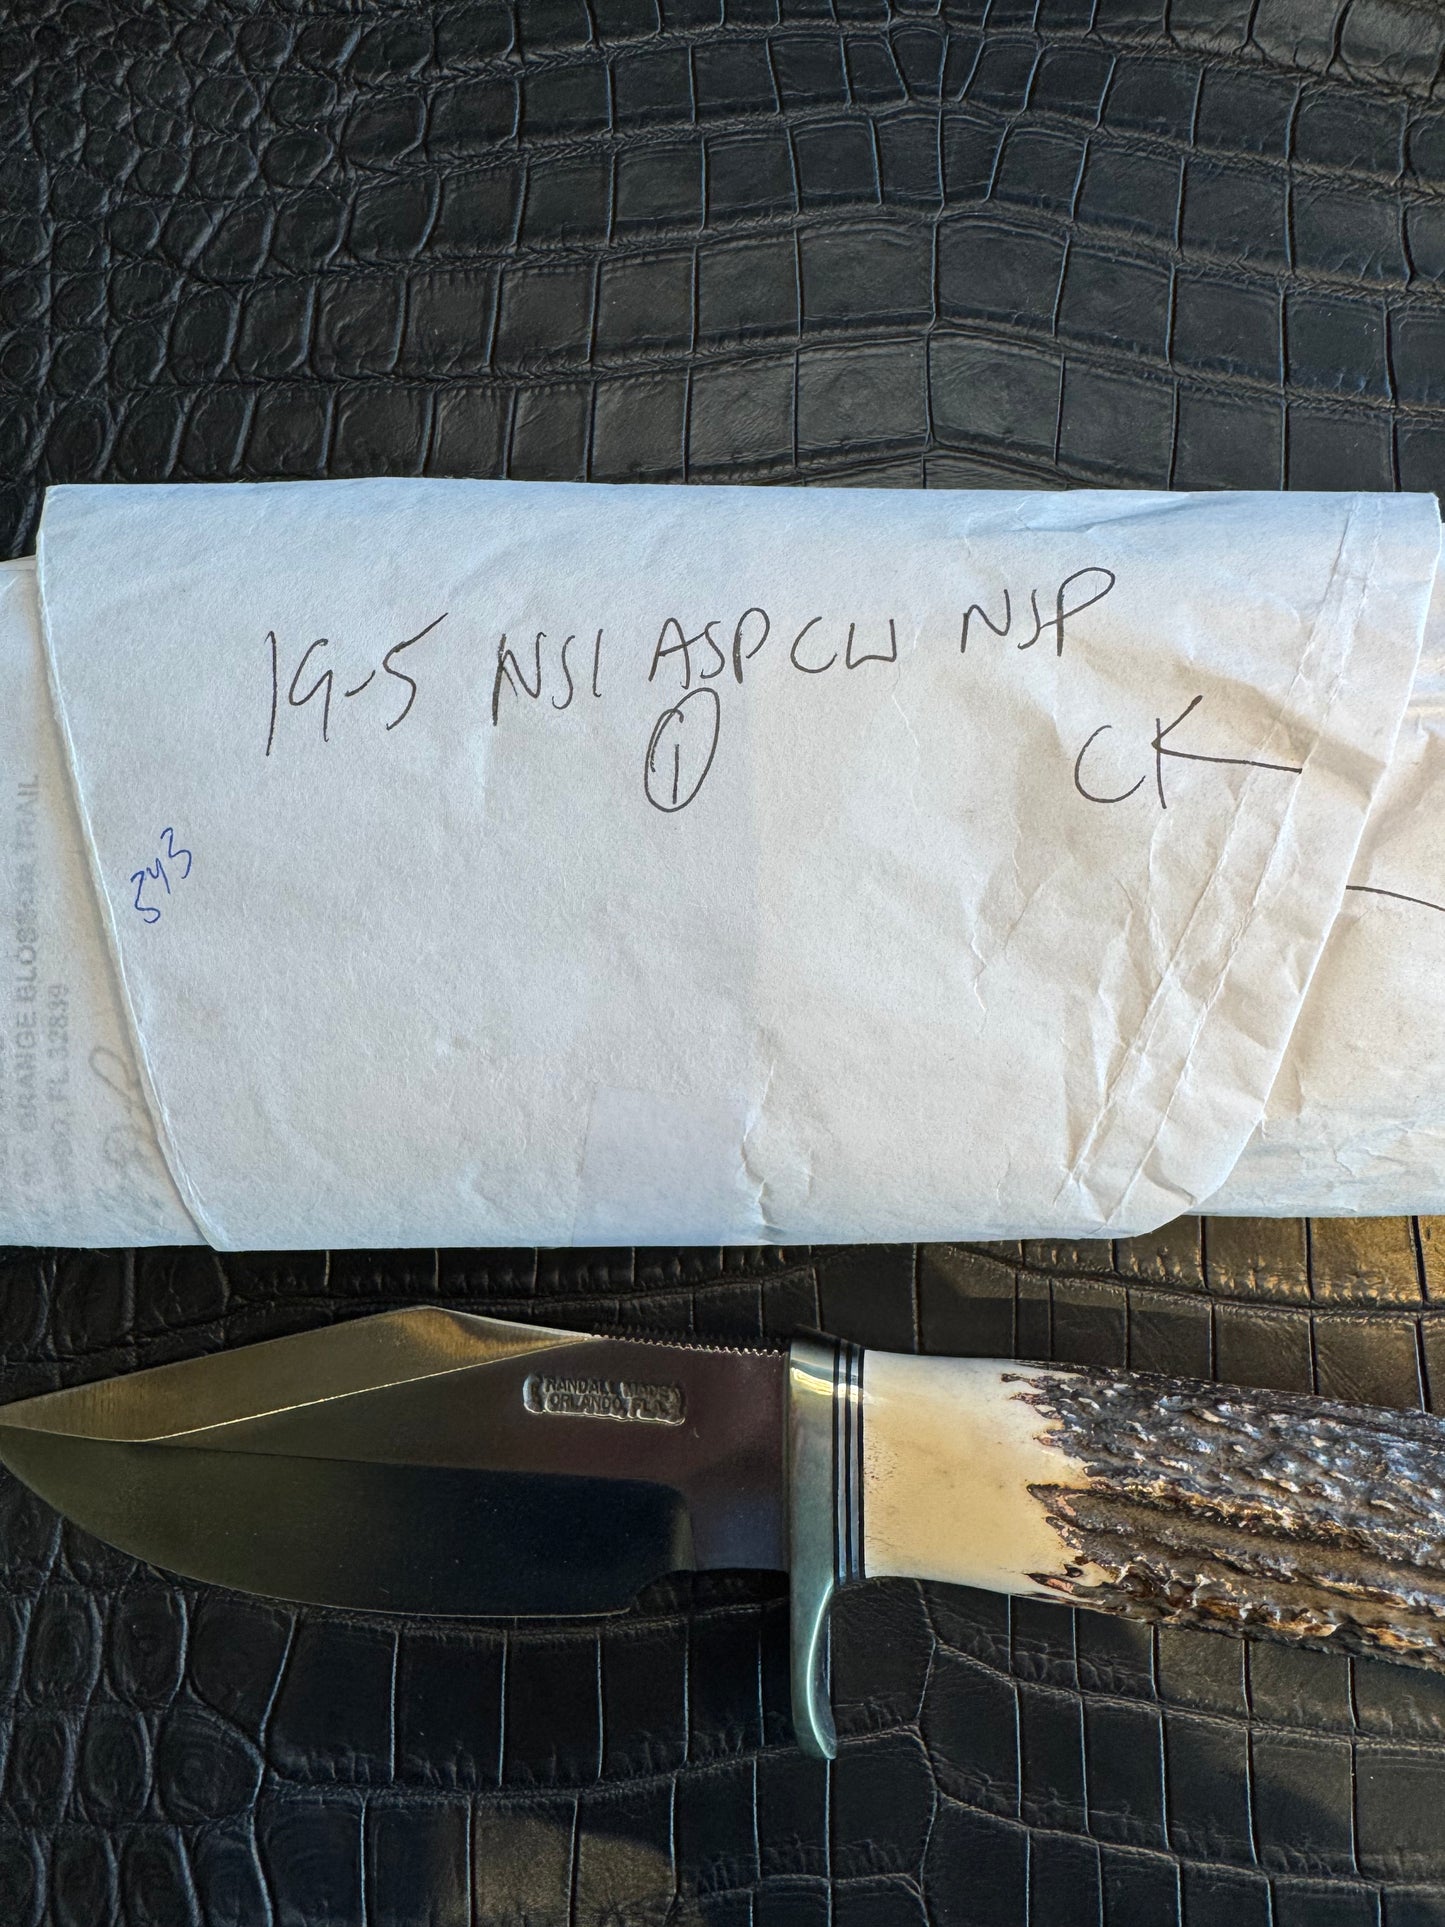 19-5 NSI ASP CW NSP
1
CK
343
ORANGE BLOSSOM TRAIL
FL 32839
RANDALL MADE
ORLANDO, FLA